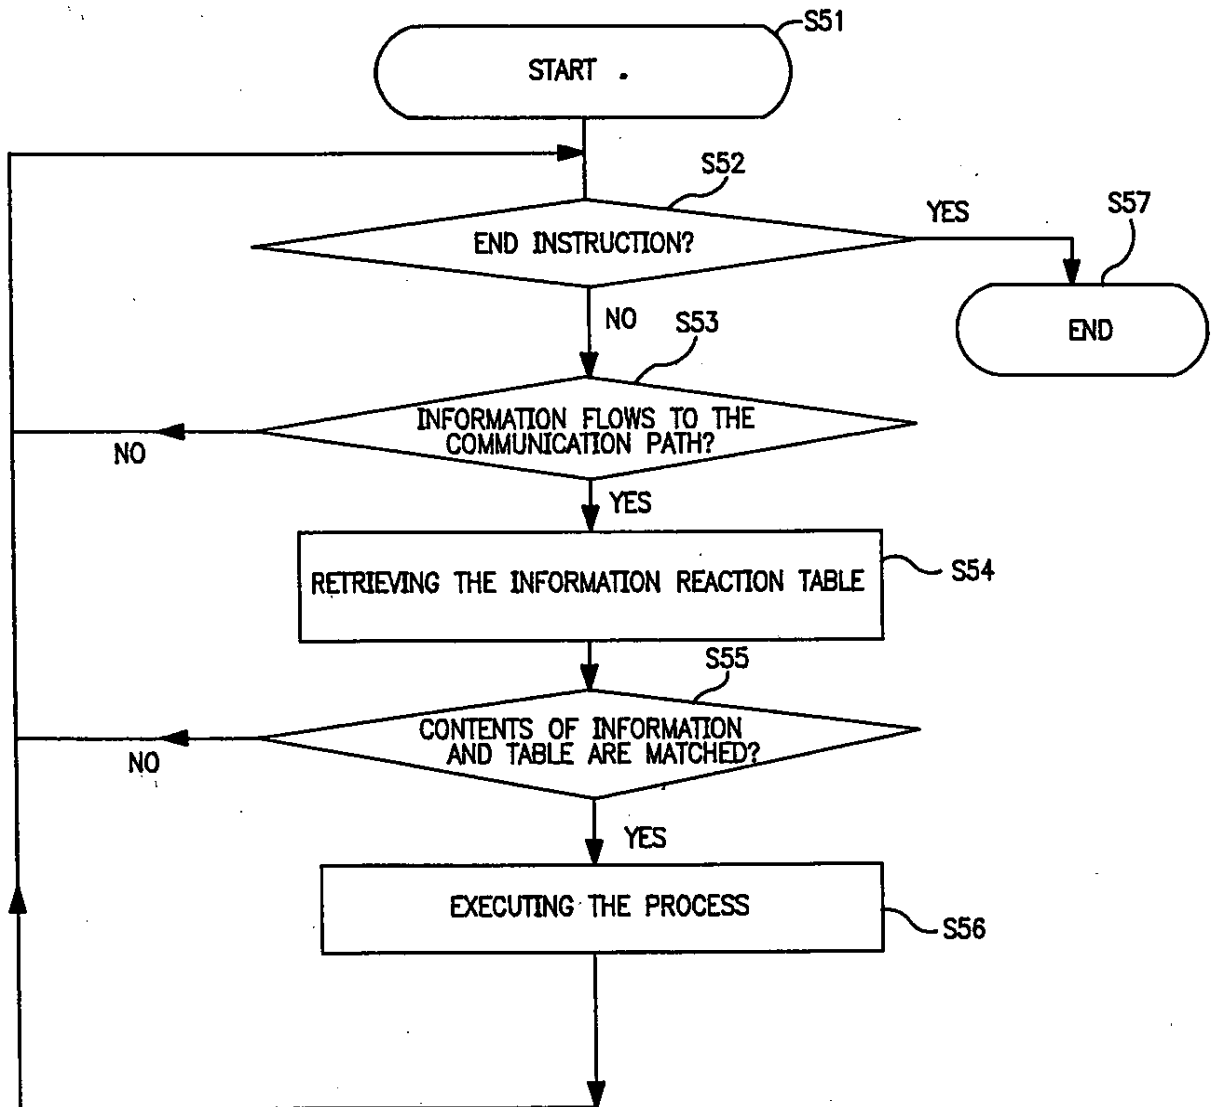 S51
START .
S52
YES
S57
END INSTRUCTION?
END
NO
S53
INFORMATION FLOWS TO THE
COMMUNICATION PATH?
NO
YES
S54
RETRIEVING THE INFORMATION REACTION TABLE
S55
CONTENTS OF INFORMATION
AND TABLE ARE MATCHED?
NO
YES
EXECUTING THE PROCESS
S56